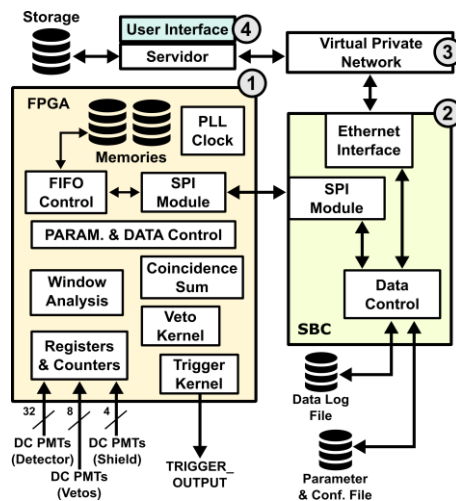 Storage
User Interface
4
Servidor
Virtual Private
Network
3
1
FPGA
Memories
PLL
Clock
FIFO
Control
SPI
Module
PARAM. & DATA Control
Window
Analysis
Coincidence
Sum
Veto
Kernel
Registers
& Counters
Trigger
Kernel
32
8
4
DC PMTs
(Detector)
DC PMTs
(Vetos)
DC PMTs
(Shield)
TRIGGER_
OUTPUT
2
Ethernet
Interface
SPI
Module
Data
Control
SBC
Data Log
File
Parameter
& Conf. File